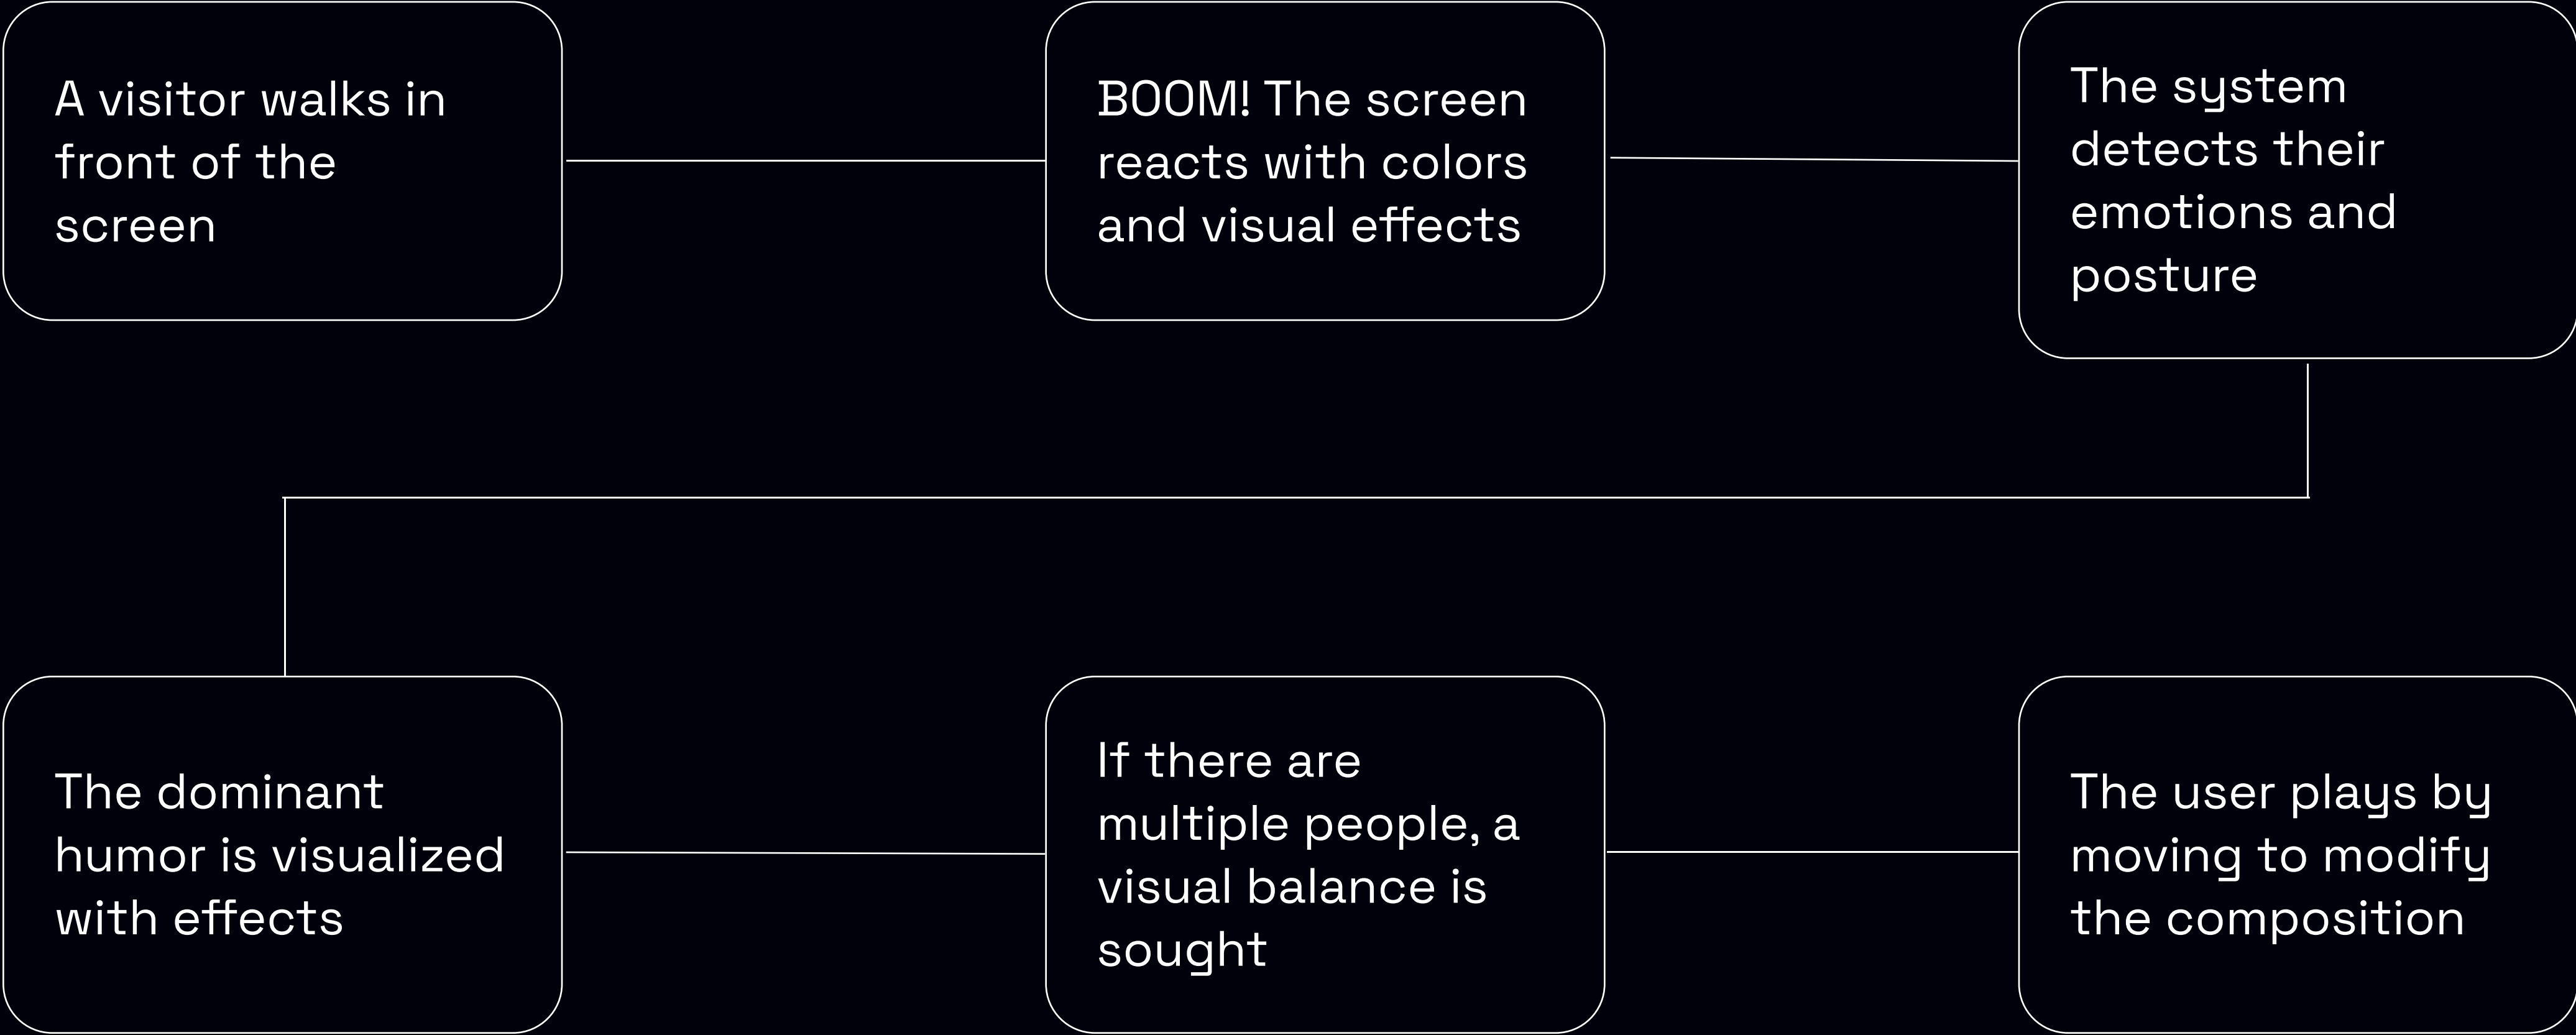 A visitor walks in
front of the
screen
BOOM! The screen
reacts with colors
and visual effects
The system
detects their
emotions and
posture
The dominant
humor is visualized
with effects
If there are
multiple people, a
visual balance is
sought
The user plays by
moving to modify
the composition